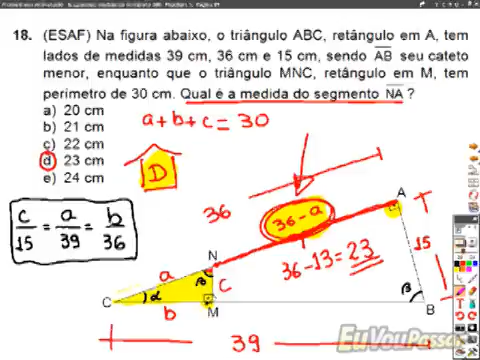 18. (ESAF) Na figura abaixo, o triângulo ABC, retângulo em A, tem
lados de medidas 39 cm, 36 cm e 15 cm, sendo AB seu cateto
menor, enquanto que o triângulo MNC, retângulo em M, tem
perímetro de 30 cm. Qual é a medida do segmento NA ?
a) 20 cm
b) 21 cm
c) 22 cm
d) 23 cm
e) 24 cm
a+b+c = 30
D
c/15 = a/39 = b/36
36
36-a
36-13=23
A
15
N
β
a
c
C
α
b
M
β
B
39
EuVouPassar